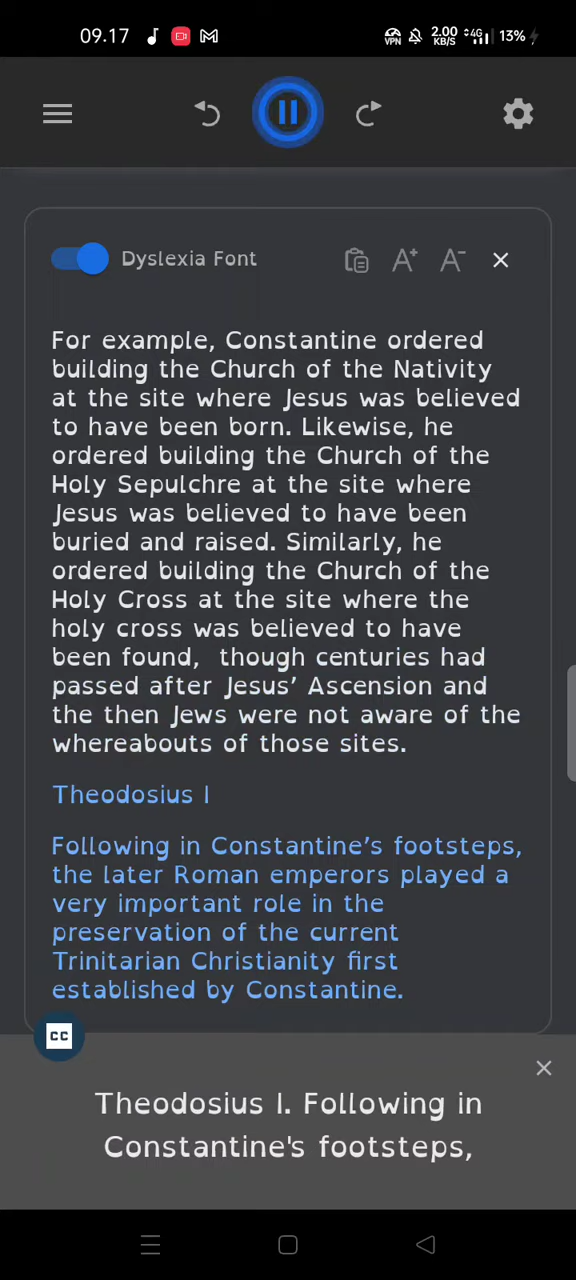 09.17
VPN
2.00
KB/S
4G
13%
Dyslexia Font
A+
A-
For example, Constantine ordered
building the Church of the Nativity
at the site where Jesus was believed
to have been born. Likewise, he
ordered building the Church of the
Holy Sepulchre at the site where
Jesus was believed to have been
buried and raised. Similarly, he
ordered building the Church of the
Holy Cross at the site where the
holy cross was believed to have
been found,  though centuries had
passed after Jesus’ Ascension and
the then Jews were not aware of the
whereabouts of those sites.
Theodosius I
Following in Constantine’s footsteps,
the later Roman emperors played a
very important role in the
preservation of the current
Trinitarian Christianity first
established by Constantine.
CC
Theodosius I. Following in
Constantine's footsteps,